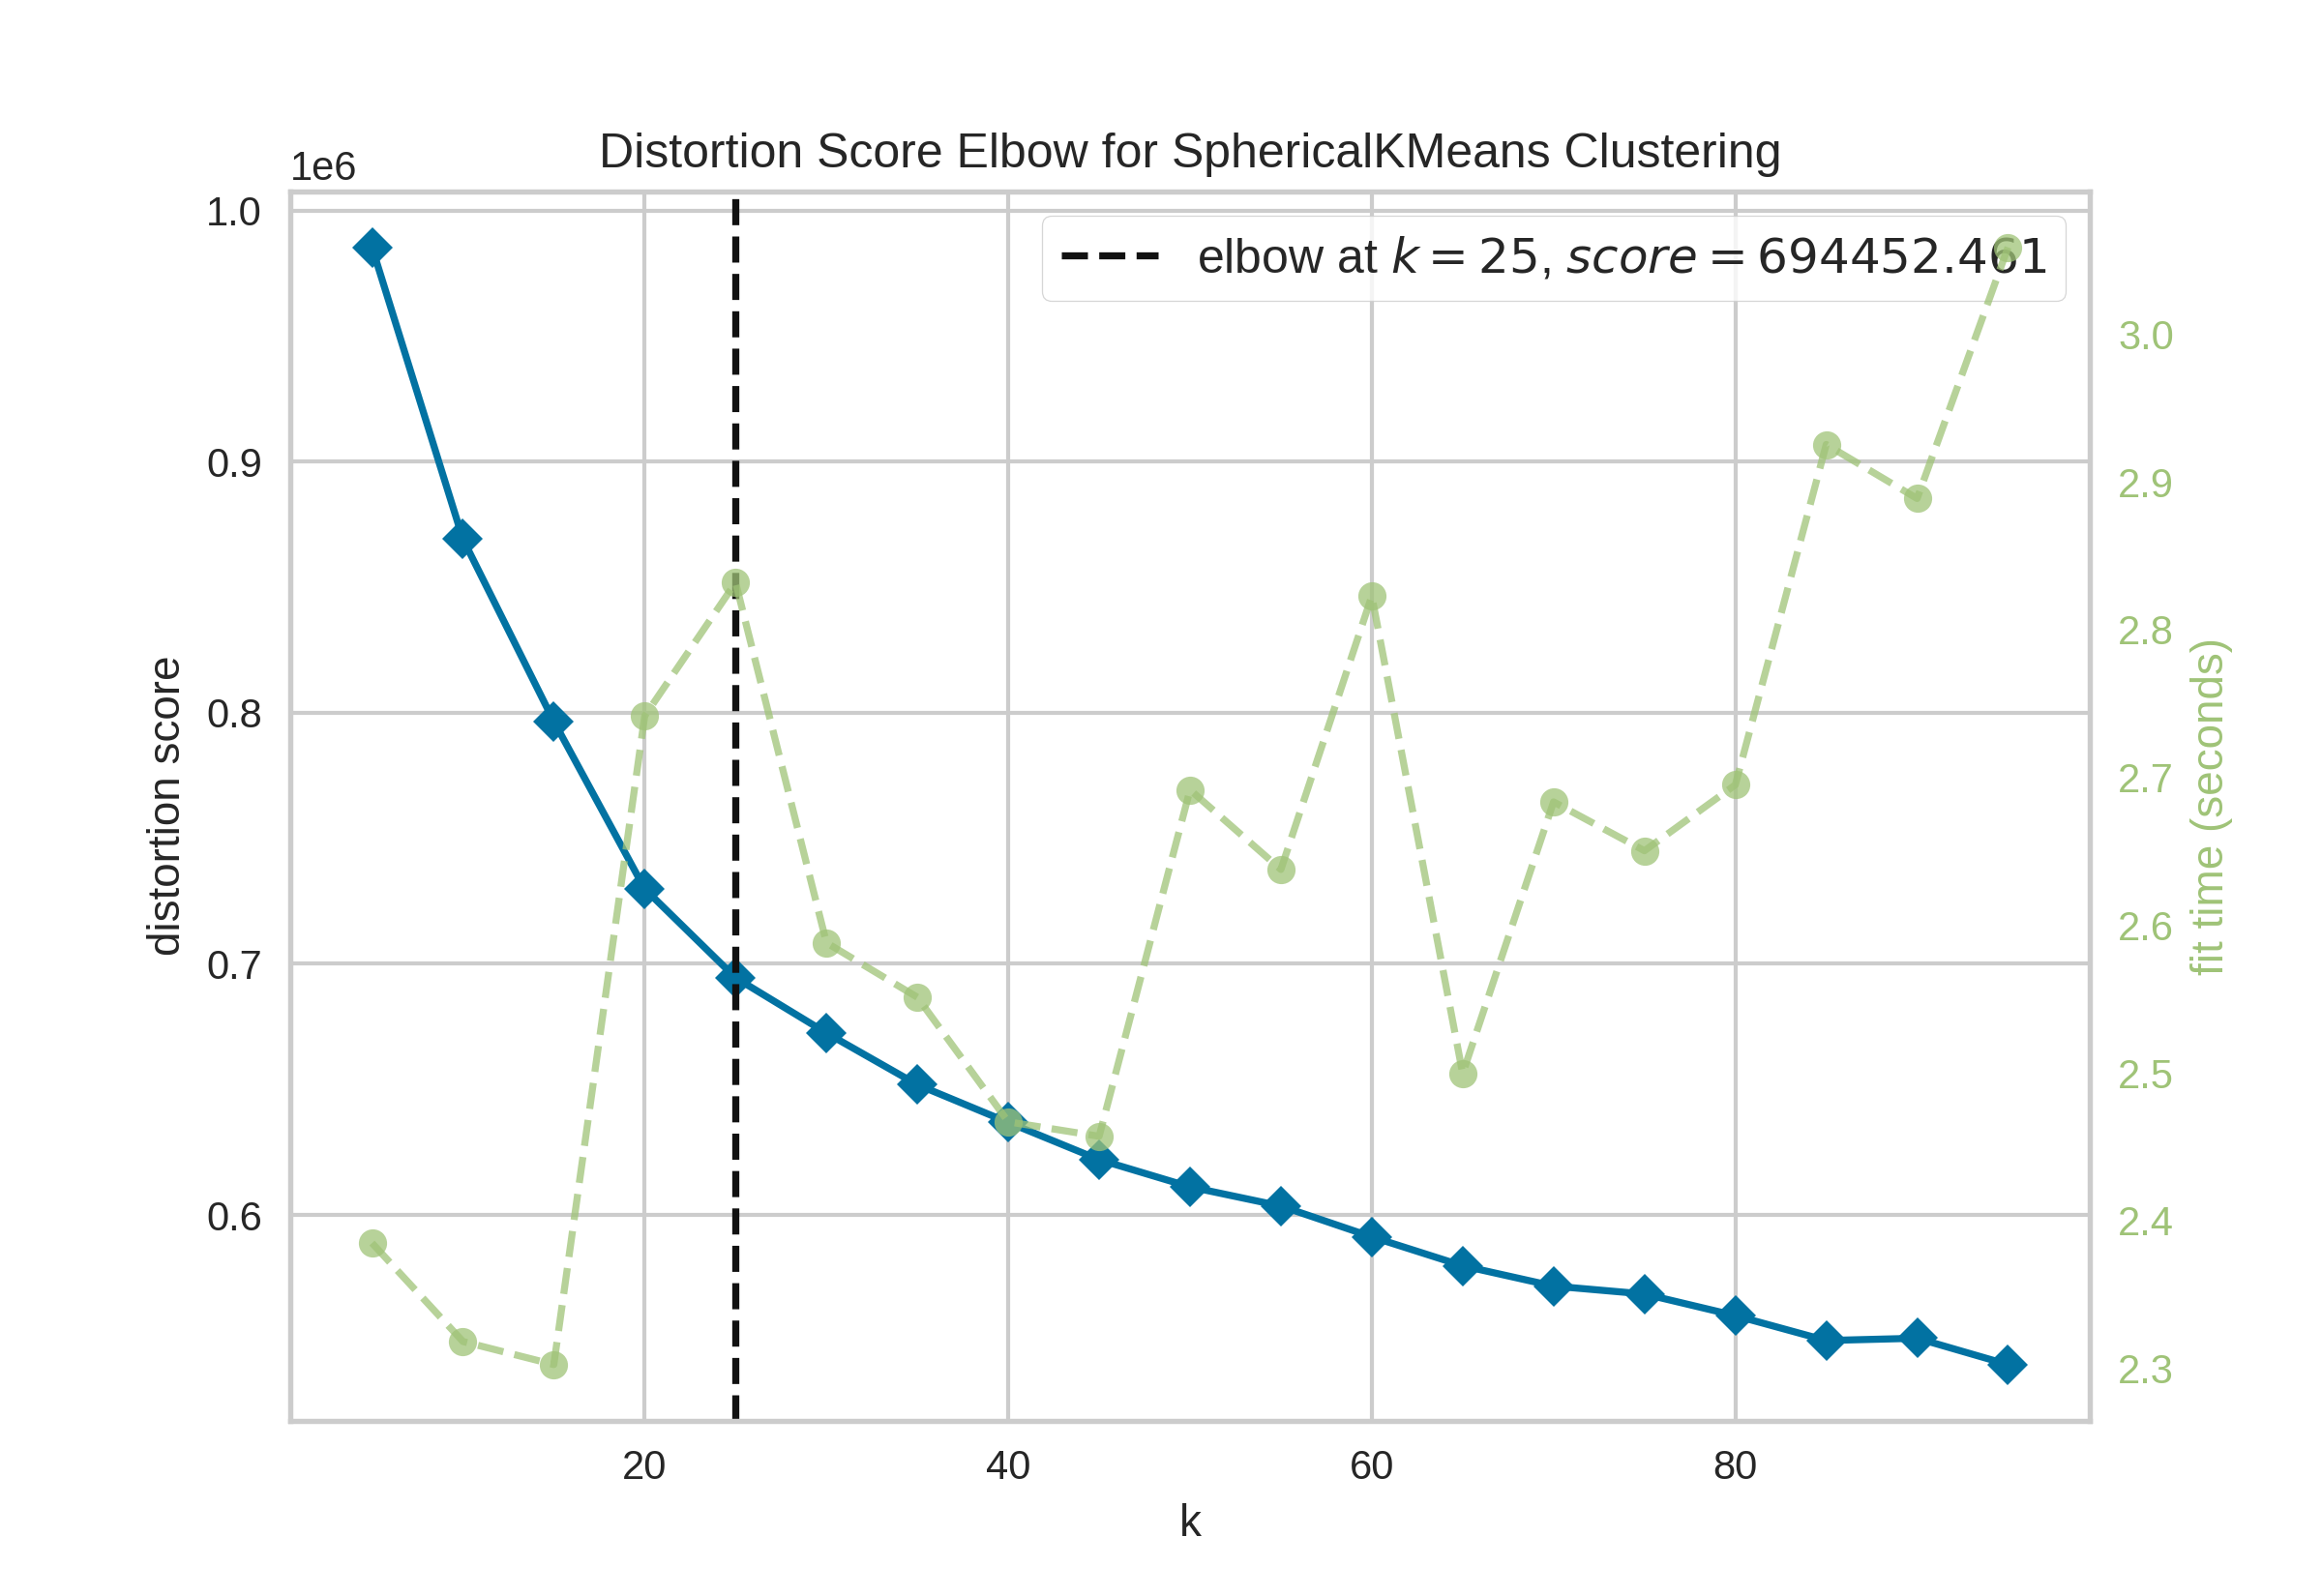 Distortion Score Elbow for SphericalKMeans Clustering
1e6
elbow at k = 25, score = 694452.461
1.0
0.9
0.8
0.7
0.6
distortion score
3.0
2.9
2.8
2.7
2.6
2.5
2.4
2.3
fit time (seconds)
20 40 60 80
k